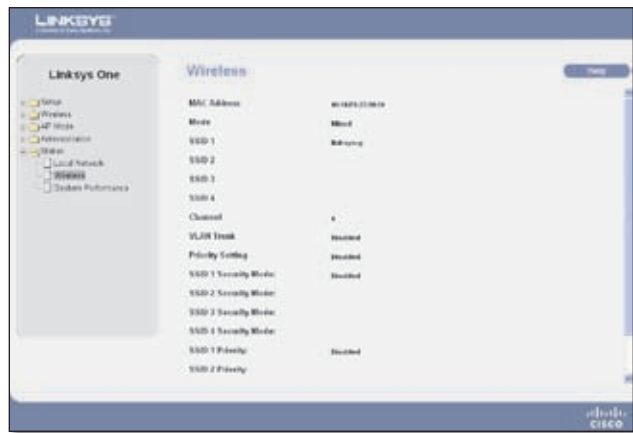 LINKSYS
Linksys One
Setup
Wireless
AP Mode
Administration
Status
Local Network
Wireless
System Performance
Wireless
Help
MAC Address
Mode Mixed
SSID 1
SSID 2
SSID 3
SSID 4
Channel 6
VLAN Trunk Disabled
Priority Setting Disabled
SSID 1 Security Mode: Disabled
SSID 2 Security Mode:
SSID 3 Security Mode:
SSID 4 Security Mode:
SSID 1 Priority: Disabled
SSID 2 Priority:
CISCO